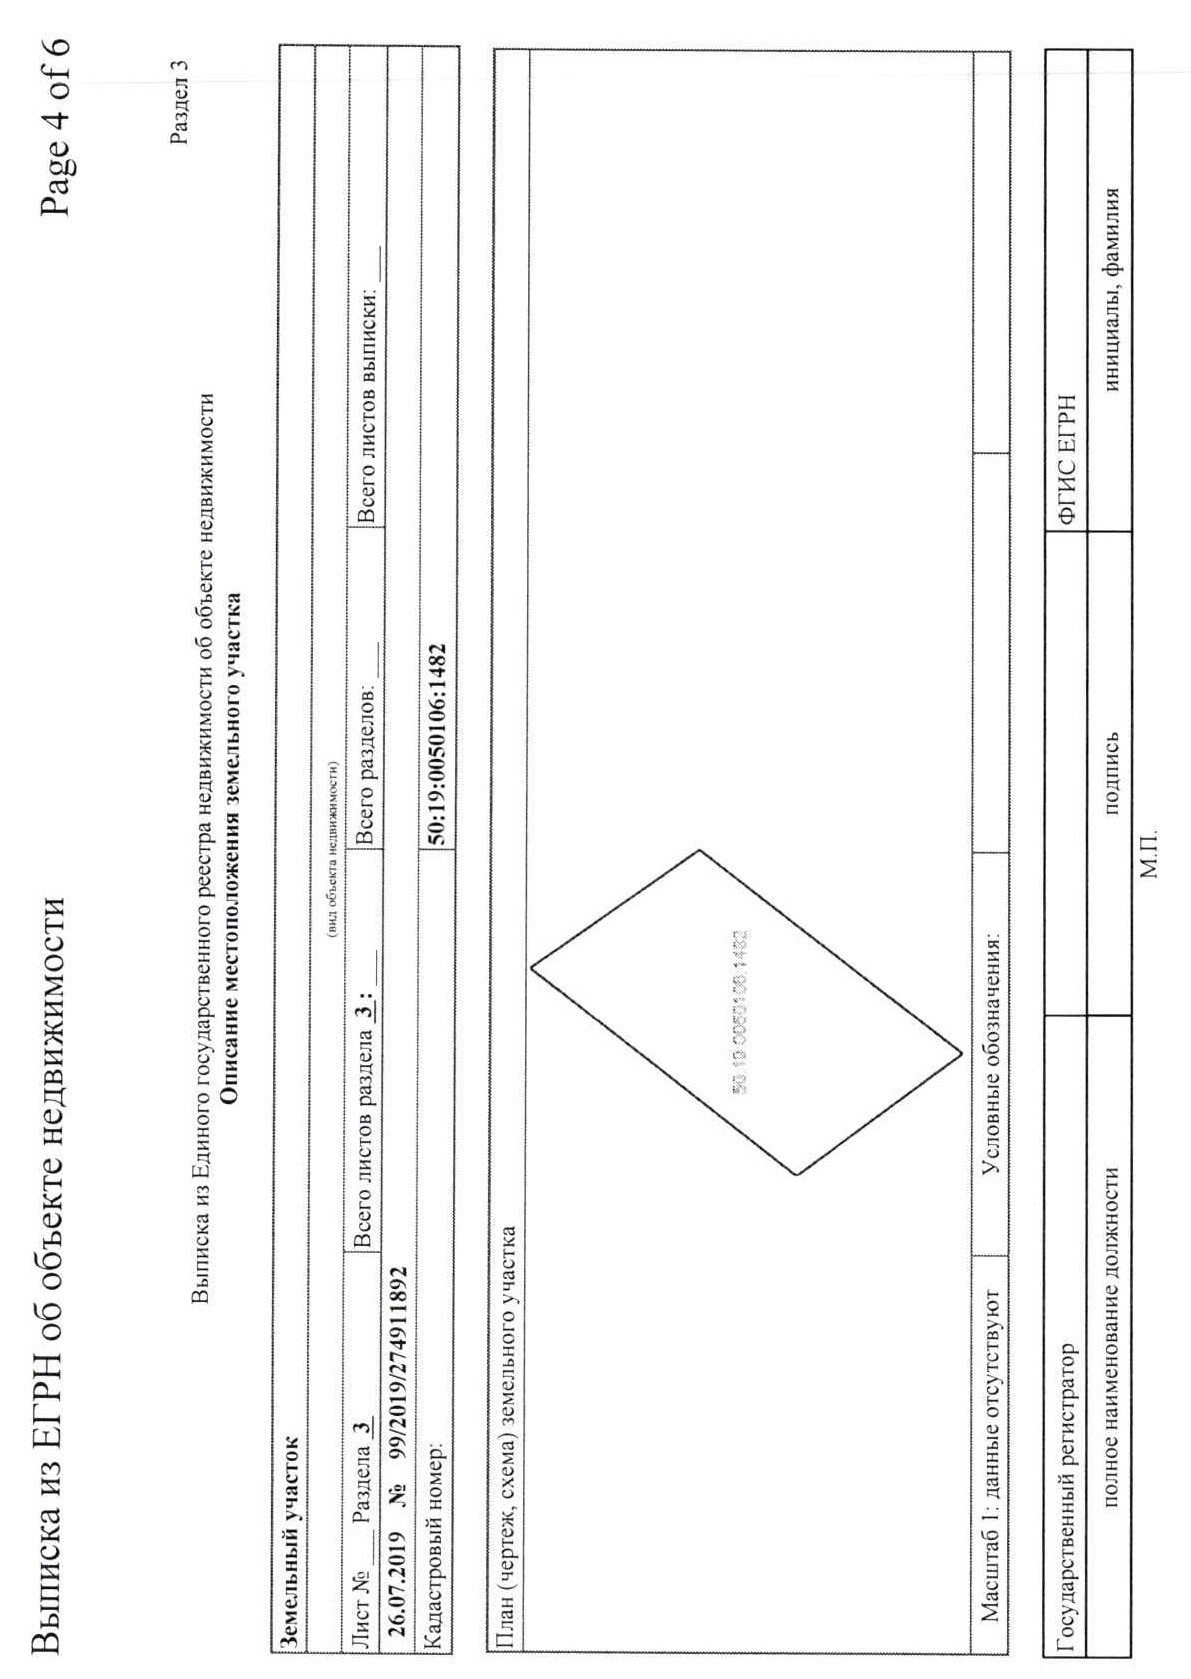 Выписка из ЕГРН об объекте недвижимости Page 4 of 6
Раздел 3
Выписка из Единого государственного реестра недвижимости об объекте недвижимости
Описание местоположения земельного участка
Земельный участок
(вид объекта недвижимости)
Лист № ___ Раздела 3 Всего листов раздела 3 : ___ Всего разделов: ___ Всего листов выписки: ___
26.07.2019 № 99/2019/274911892
Кадастровый номер: 50:19:0050106:1482
План (чертеж, схема) земельного участка
50:19:0050106:1482
Масштаб 1: данные отсутствуют Условные обозначения:
Государственный регистратор ФГИС ЕГРН
полное наименование должности подпись инициалы, фамилия
М.П.